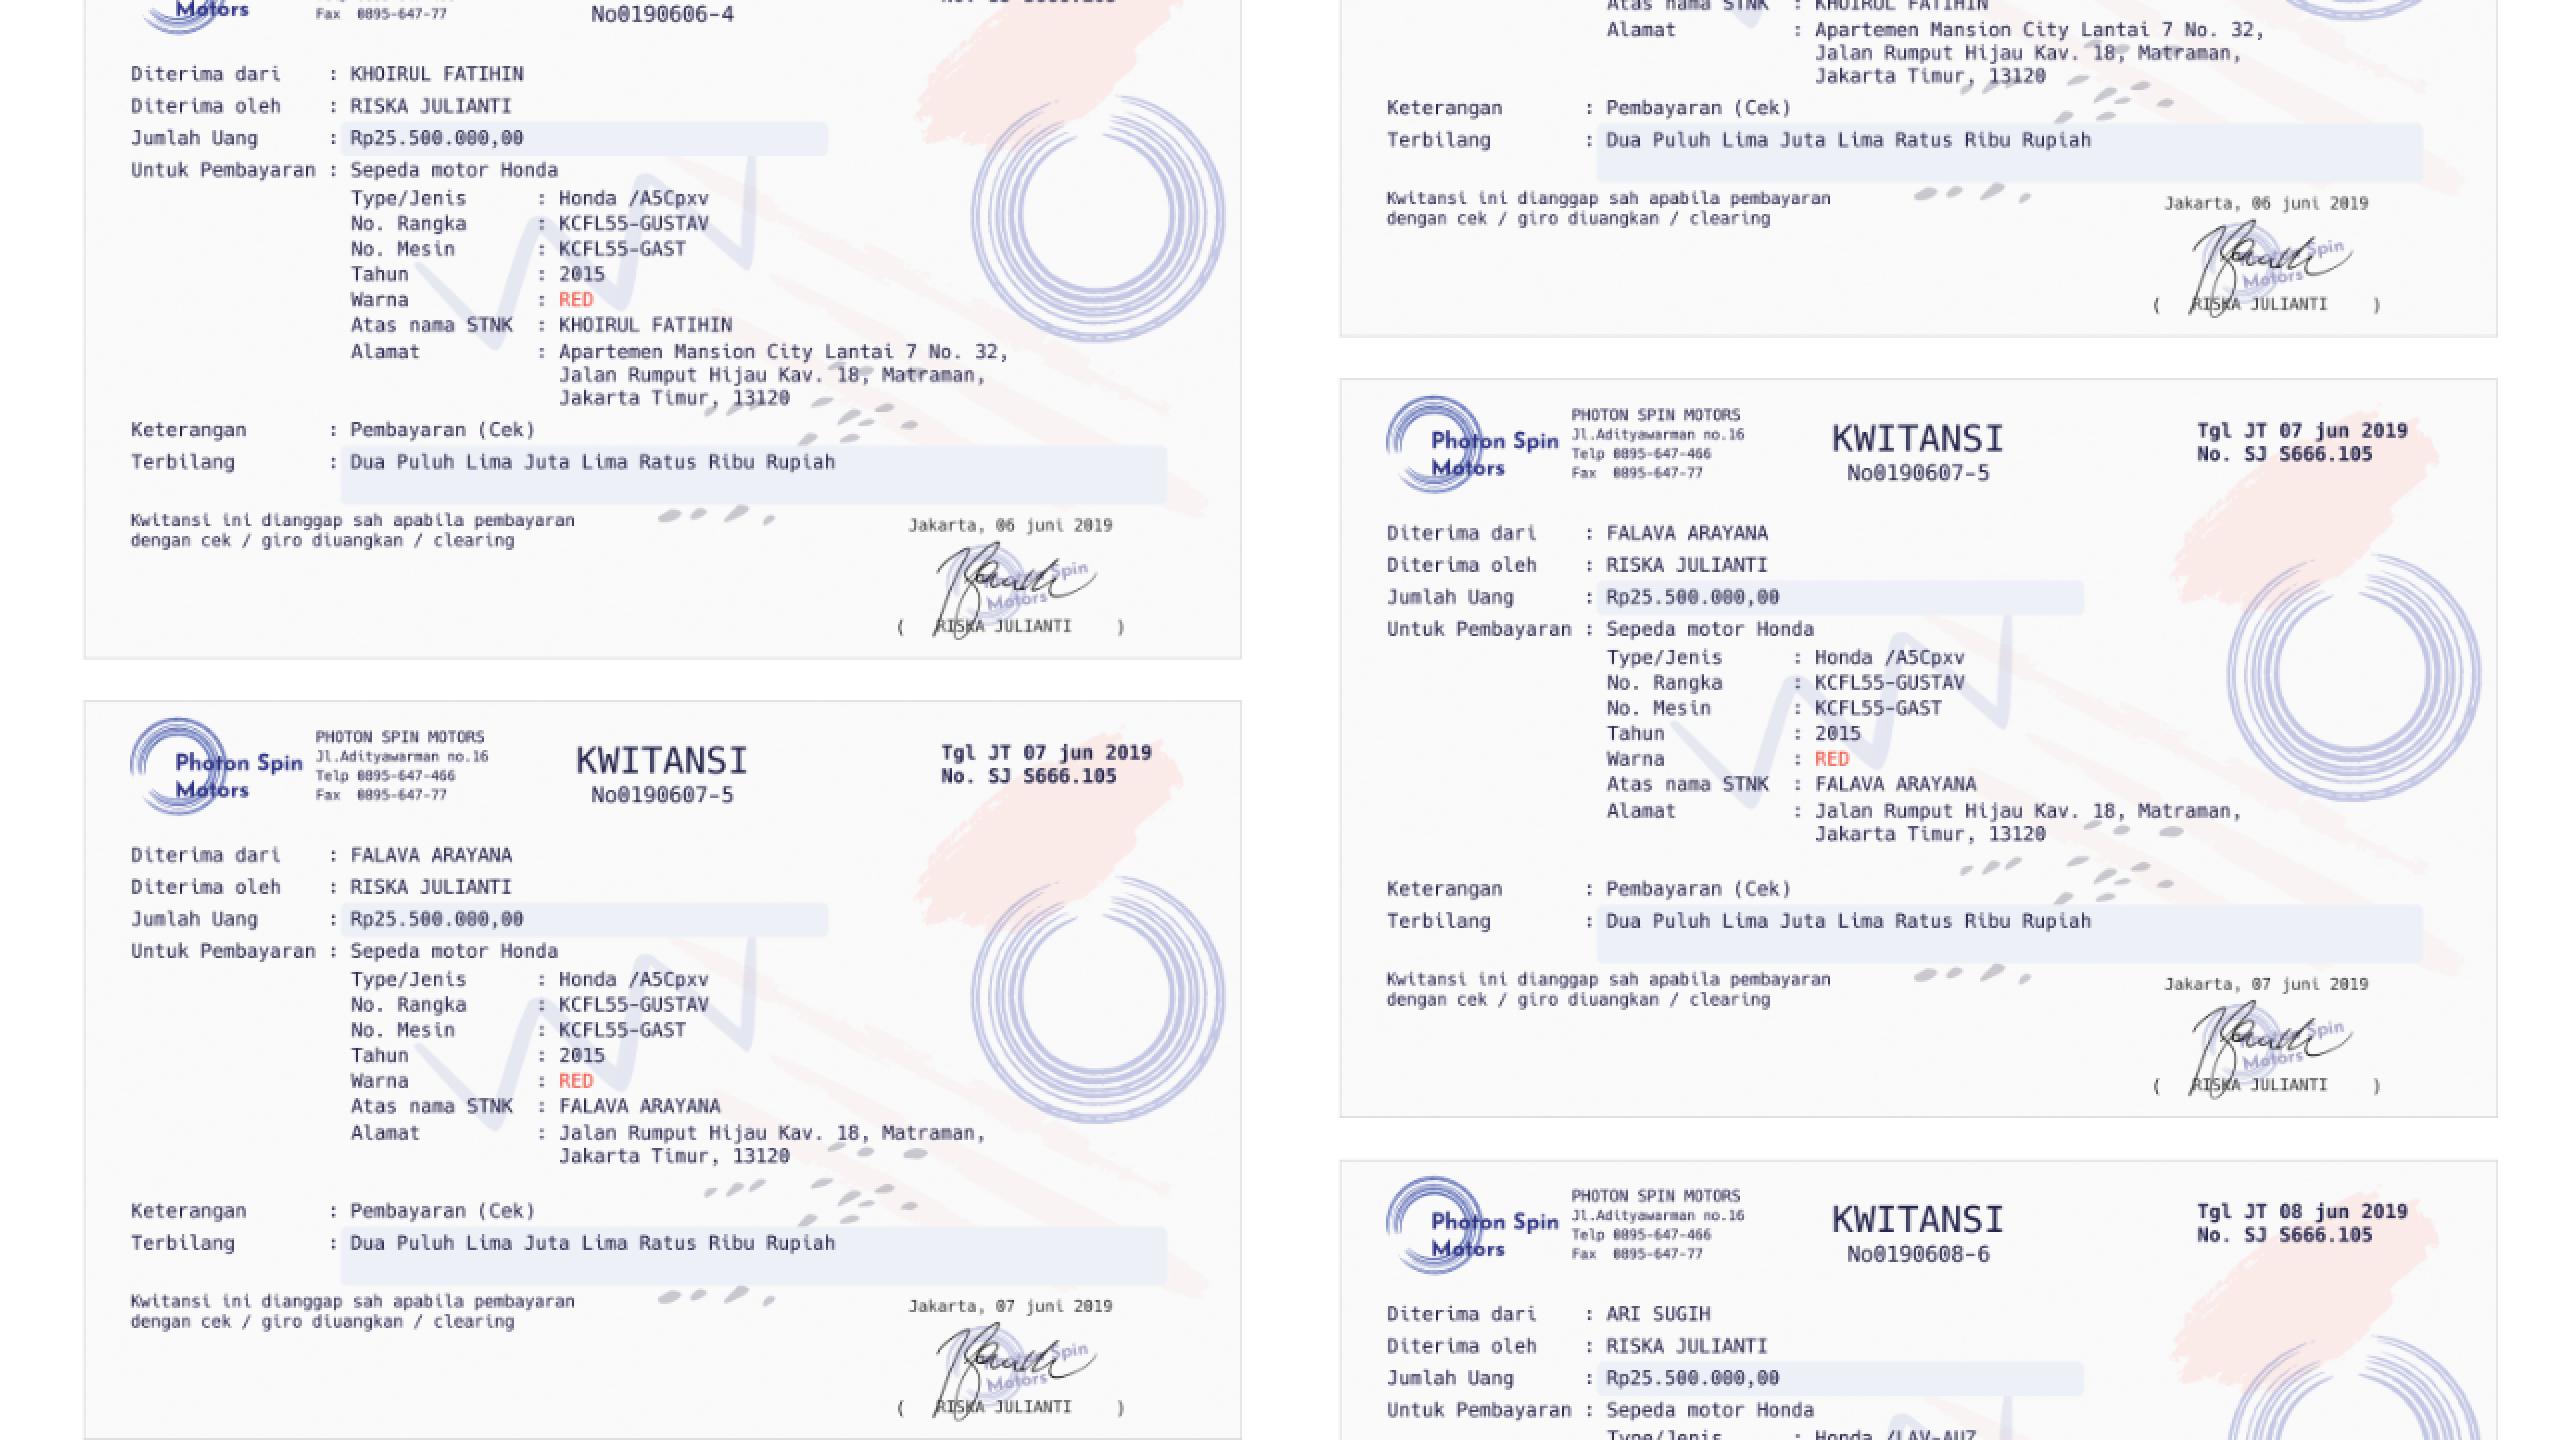 Motors
Fax 0895-647-77
No0190606-4
Diterima dari : KHOIRUL FATIHIN
Diterima oleh : RISKA JULIANTI
Jumlah Uang : Rp25.500.000,00
Untuk Pembayaran : Sepeda motor Honda
Type/Jenis : Honda /A5Cpxv
No. Rangka : KCFL55-GUSTAV
No. Mesin : KCFL55-GAST
Tahun : 2015
Warna : RED
Atas nama STNK : KHOIRUL FATIHIN
Alamat : Apartemen Mansion City Lantai 7 No. 32,
Jalan Rumput Hijau Kav. 18, Matraman,
Jakarta Timur, 13120
Keterangan : Pembayaran (Cek)
Terbilang : Dua Puluh Lima Juta Lima Ratus Ribu Rupiah
Kwitansi ini dianggap sah apabila pembayaran
dengan cek / giro diuangkan / clearing
Jakarta, 06 juni 2019
Spin
Motors
( RISKA JULIANTI )
Photon Spin
Motors
PHOTON SPIN MOTORS
Jl.Adityawarman no.16
Telp 0895-647-466
Fax 0895-647-77
KWITANSI
No0190607-5
Tgl JT 07 jun 2019
No. SJ S666.105
Diterima dari : FALAVA ARAYANA
Diterima oleh : RISKA JULIANTI
Jumlah Uang : Rp25.500.000,00
Untuk Pembayaran : Sepeda motor Honda
Type/Jenis : Honda /A5Cpxv
No. Rangka : KCFL55-GUSTAV
No. Mesin : KCFL55-GAST
Tahun : 2015
Warna : RED
Atas nama STNK : FALAVA ARAYANA
Alamat : Jalan Rumput Hijau Kav. 18, Matraman,
Jakarta Timur, 13120
Keterangan : Pembayaran (Cek)
Terbilang : Dua Puluh Lima Juta Lima Ratus Ribu Rupiah
Kwitansi ini dianggap sah apabila pembayaran
dengan cek / giro diuangkan / clearing
Jakarta, 07 juni 2019
Spin
Motors
( RISKA JULIANTI )
Atas nama STNK : KHOIRUL FATIHIN
Alamat : Apartemen Mansion City Lantai 7 No. 32,
Jalan Rumput Hijau Kav. 18, Matraman,
Jakarta Timur, 13120
Keterangan : Pembayaran (Cek)
Terbilang : Dua Puluh Lima Juta Lima Ratus Ribu Rupiah
Kwitansi ini dianggap sah apabila pembayaran
dengan cek / giro diuangkan / clearing
Jakarta, 06 juni 2019
Spin
Motors
( RISKA JULIANTI )
Photon Spin
Motors
PHOTON SPIN MOTORS
Jl.Adityawarman no.16
Telp 0895-647-466
Fax 0895-647-77
KWITANSI
No0190607-5
Tgl JT 07 jun 2019
No. SJ S666.105
Diterima dari : FALAVA ARAYANA
Diterima oleh : RISKA JULIANTI
Jumlah Uang : Rp25.500.000,00
Untuk Pembayaran : Sepeda motor Honda
Type/Jenis : Honda /A5Cpxv
No. Rangka : KCFL55-GUSTAV
No. Mesin : KCFL55-GAST
Tahun : 2015
Warna : RED
Atas nama STNK : FALAVA ARAYANA
Alamat : Jalan Rumput Hijau Kav. 18, Matraman,
Jakarta Timur, 13120
Keterangan : Pembayaran (Cek)
Terbilang : Dua Puluh Lima Juta Lima Ratus Ribu Rupiah
Kwitansi ini dianggap sah apabila pembayaran
dengan cek / giro diuangkan / clearing
Jakarta, 07 juni 2019
Spin
Motors
( RISKA JULIANTI )
Photon Spin
Motors
PHOTON SPIN MOTORS
Jl.Adityawarman no.16
Telp 0895-647-466
Fax 0895-647-77
KWITANSI
No0190608-6
Tgl JT 08 jun 2019
No. SJ S666.105
Diterima dari : ARI SUGIH
Diterima oleh : RISKA JULIANTI
Jumlah Uang : Rp25.500.000,00
Untuk Pembayaran : Sepeda motor Honda
Type/Jenis : Honda